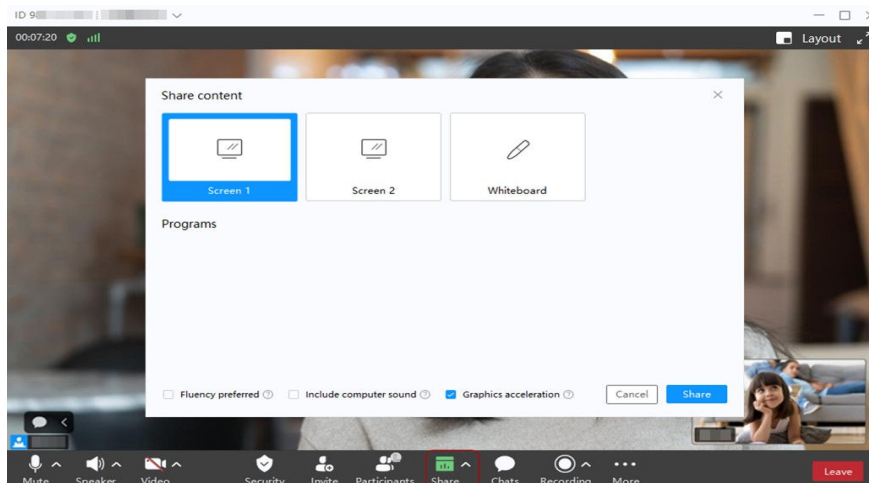 ID 9
00:07:20
Layout
Share content
Screen 1
Screen 2
Whiteboard
Programs
Fluency preferred
Include computer sound
Graphics acceleration
Cancel
Share
Mute
Speaker
Video
Security
Invite
Participants
Share
Chats
Recording
More
Leave